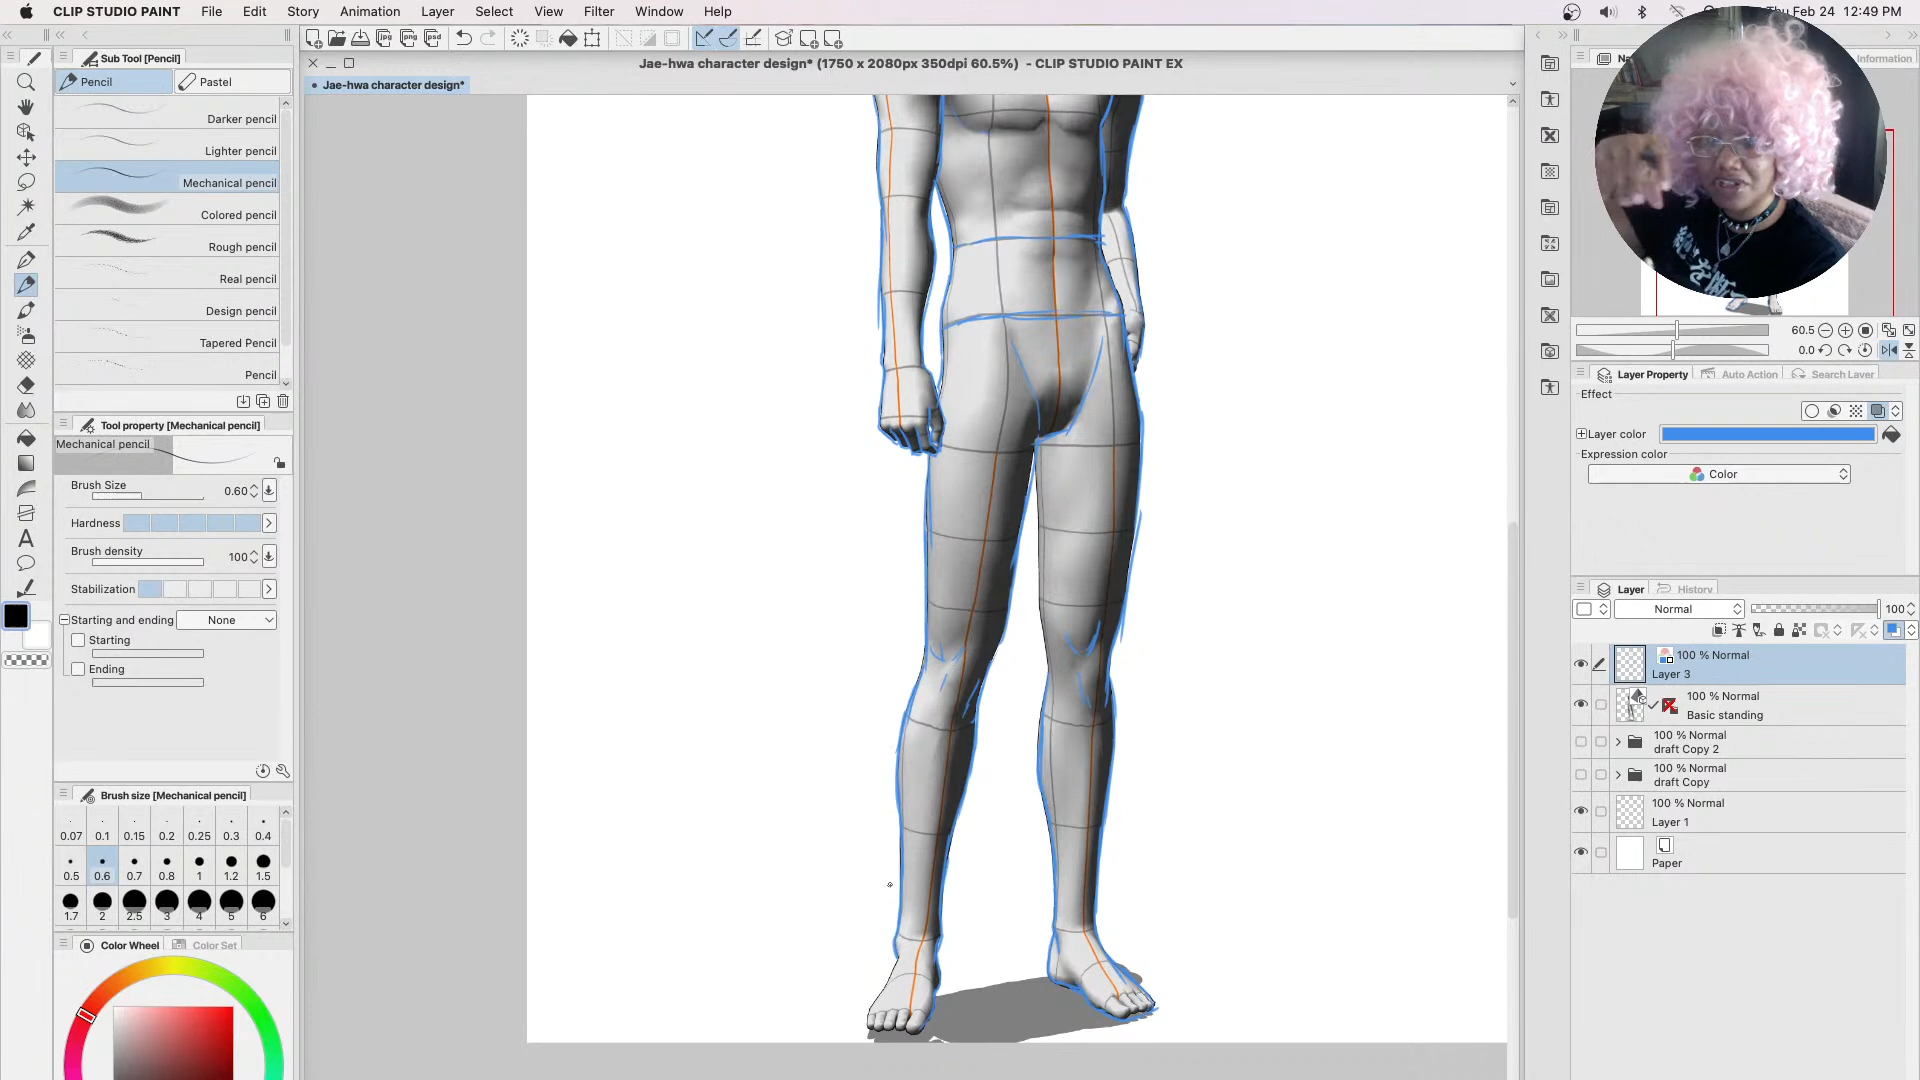 CLIP STUDIO PAINT File Edit Story Animation Layer Select View Filter Window Help
Thu Feb 24 12:49 PM
Jae-hwa character design* (1750 x 2080px 350dpi 60.5%) - CLIP STUDIO PAINT EX
Jae-hwa character design*
Sub Tool [Pencil]
Pencil
Pastel
Darker pencil
Lighter pencil
Mechanical pencil
Colored pencil
Rough pencil
Real pencil
Design pencil
Tapered Pencil
Pencil
Tool property [Mechanical pencil]
Mechanical pencil
Brush Size 0.60
Hardness
Brush density 100
Stabilization
Starting and ending None
Starting
Ending
Brush size [Mechanical pencil]
0.07 0.1 0.15 0.2 0.25 0.3 0.4
0.5 0.6 0.7 0.8 1 1.2 1.5
1.7 2 2.5 3 4 5 6
Color Wheel Color Set
Information
60.5
0.0
Layer Property Auto Action Search Layer
Effect
Layer color
Expression color
Color
Layer History
Normal 100
100 % Normal
Layer 3
100 % Normal
Basic standing
100 % Normal
draft Copy 2
100 % Normal
draft Copy
100 % Normal
Layer 1
Paper